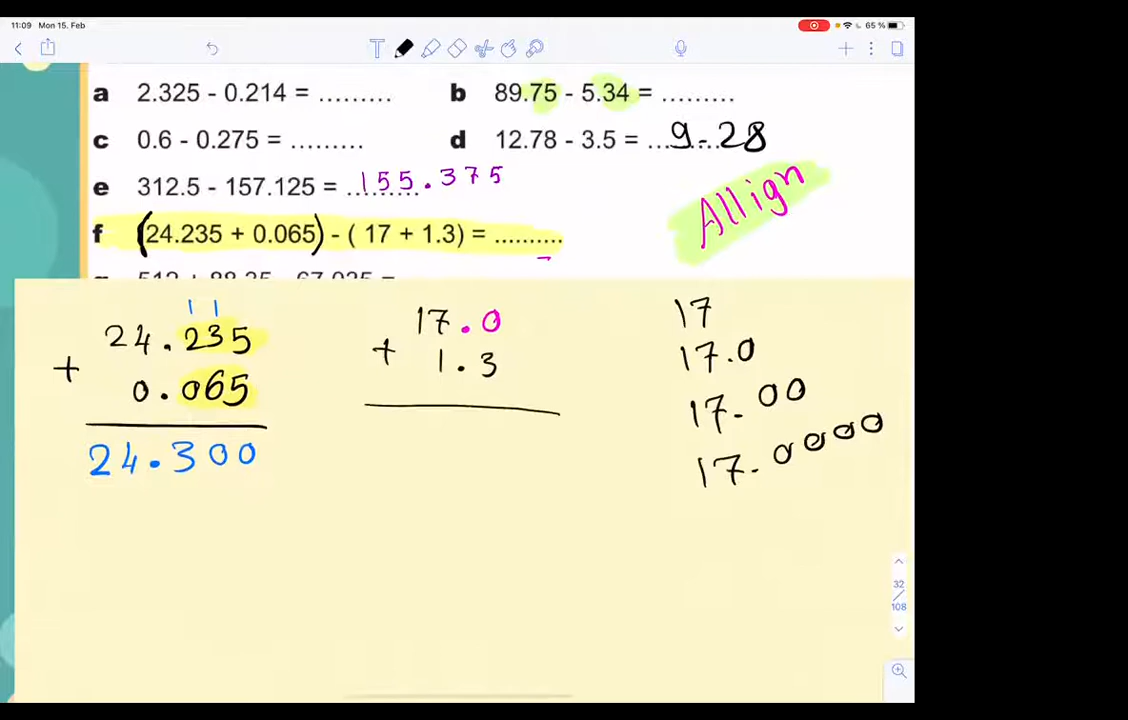 11:09 Mon 15. Feb
65 %
a 2.325 - 0.214 = .........
b 89.75 - 5.34 = .........
c 0.6 - 0.275 = .........
d 12.78 - 3.5 = ... 9.28
e 312.5 - 157.125 = 155.375
Allign
f (24.235 + 0.065) - ( 17 + 1.3) = ..........
1 1
24.235
+ 0.065
24.300
17.0
+ 1.3
17
17.0
17.00
17.0000
32
108